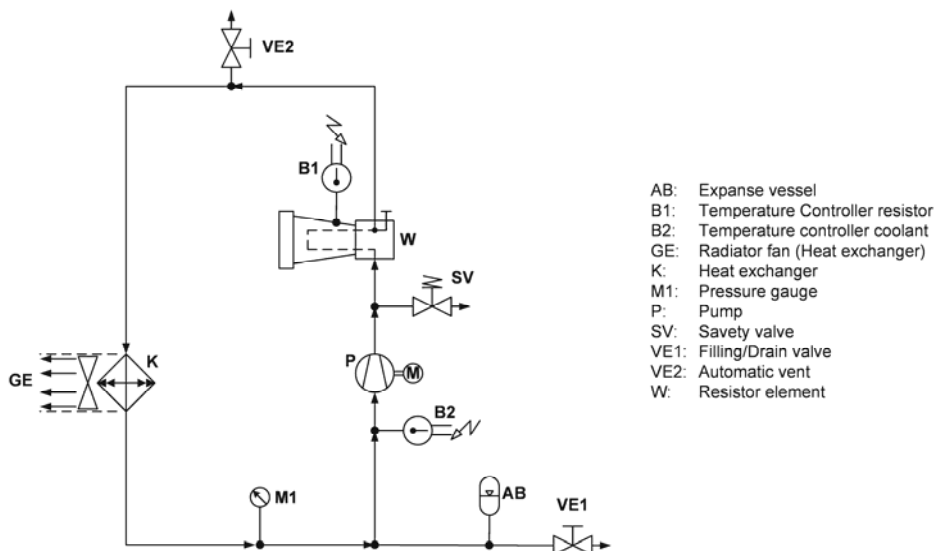 VE2
B1
W
SV
K
GE
P
M
B2
M1
AB
VE1
AB: Expanse vessel
B1: Temperature Controller resistor
B2: Temperature controller coolant
GE: Radiator fan (Heat exchanger)
K: Heat exchanger
M1: Pressure gauge
P: Pump
SV: Savety valve
VE1: Filling/Drain valve
VE2: Automatic vent
W: Resistor element